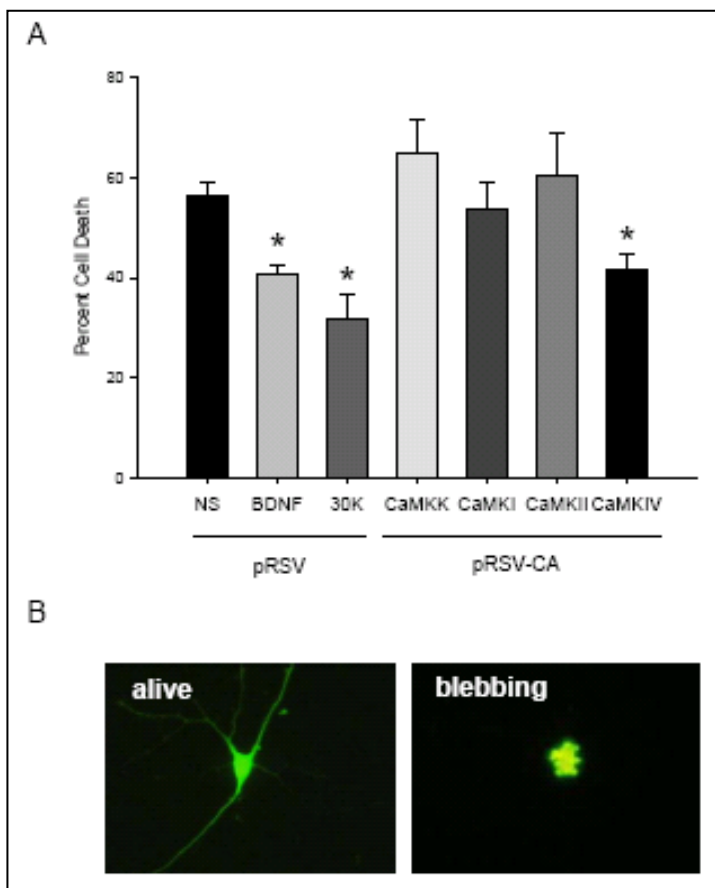 A
80
60
40
20
0
Percent Cell Death
* * *
NS BDNF 30K CaMKK CaMKI CaMKII CaMKIV
pRSV pRSV-CA
B
alive blebbing